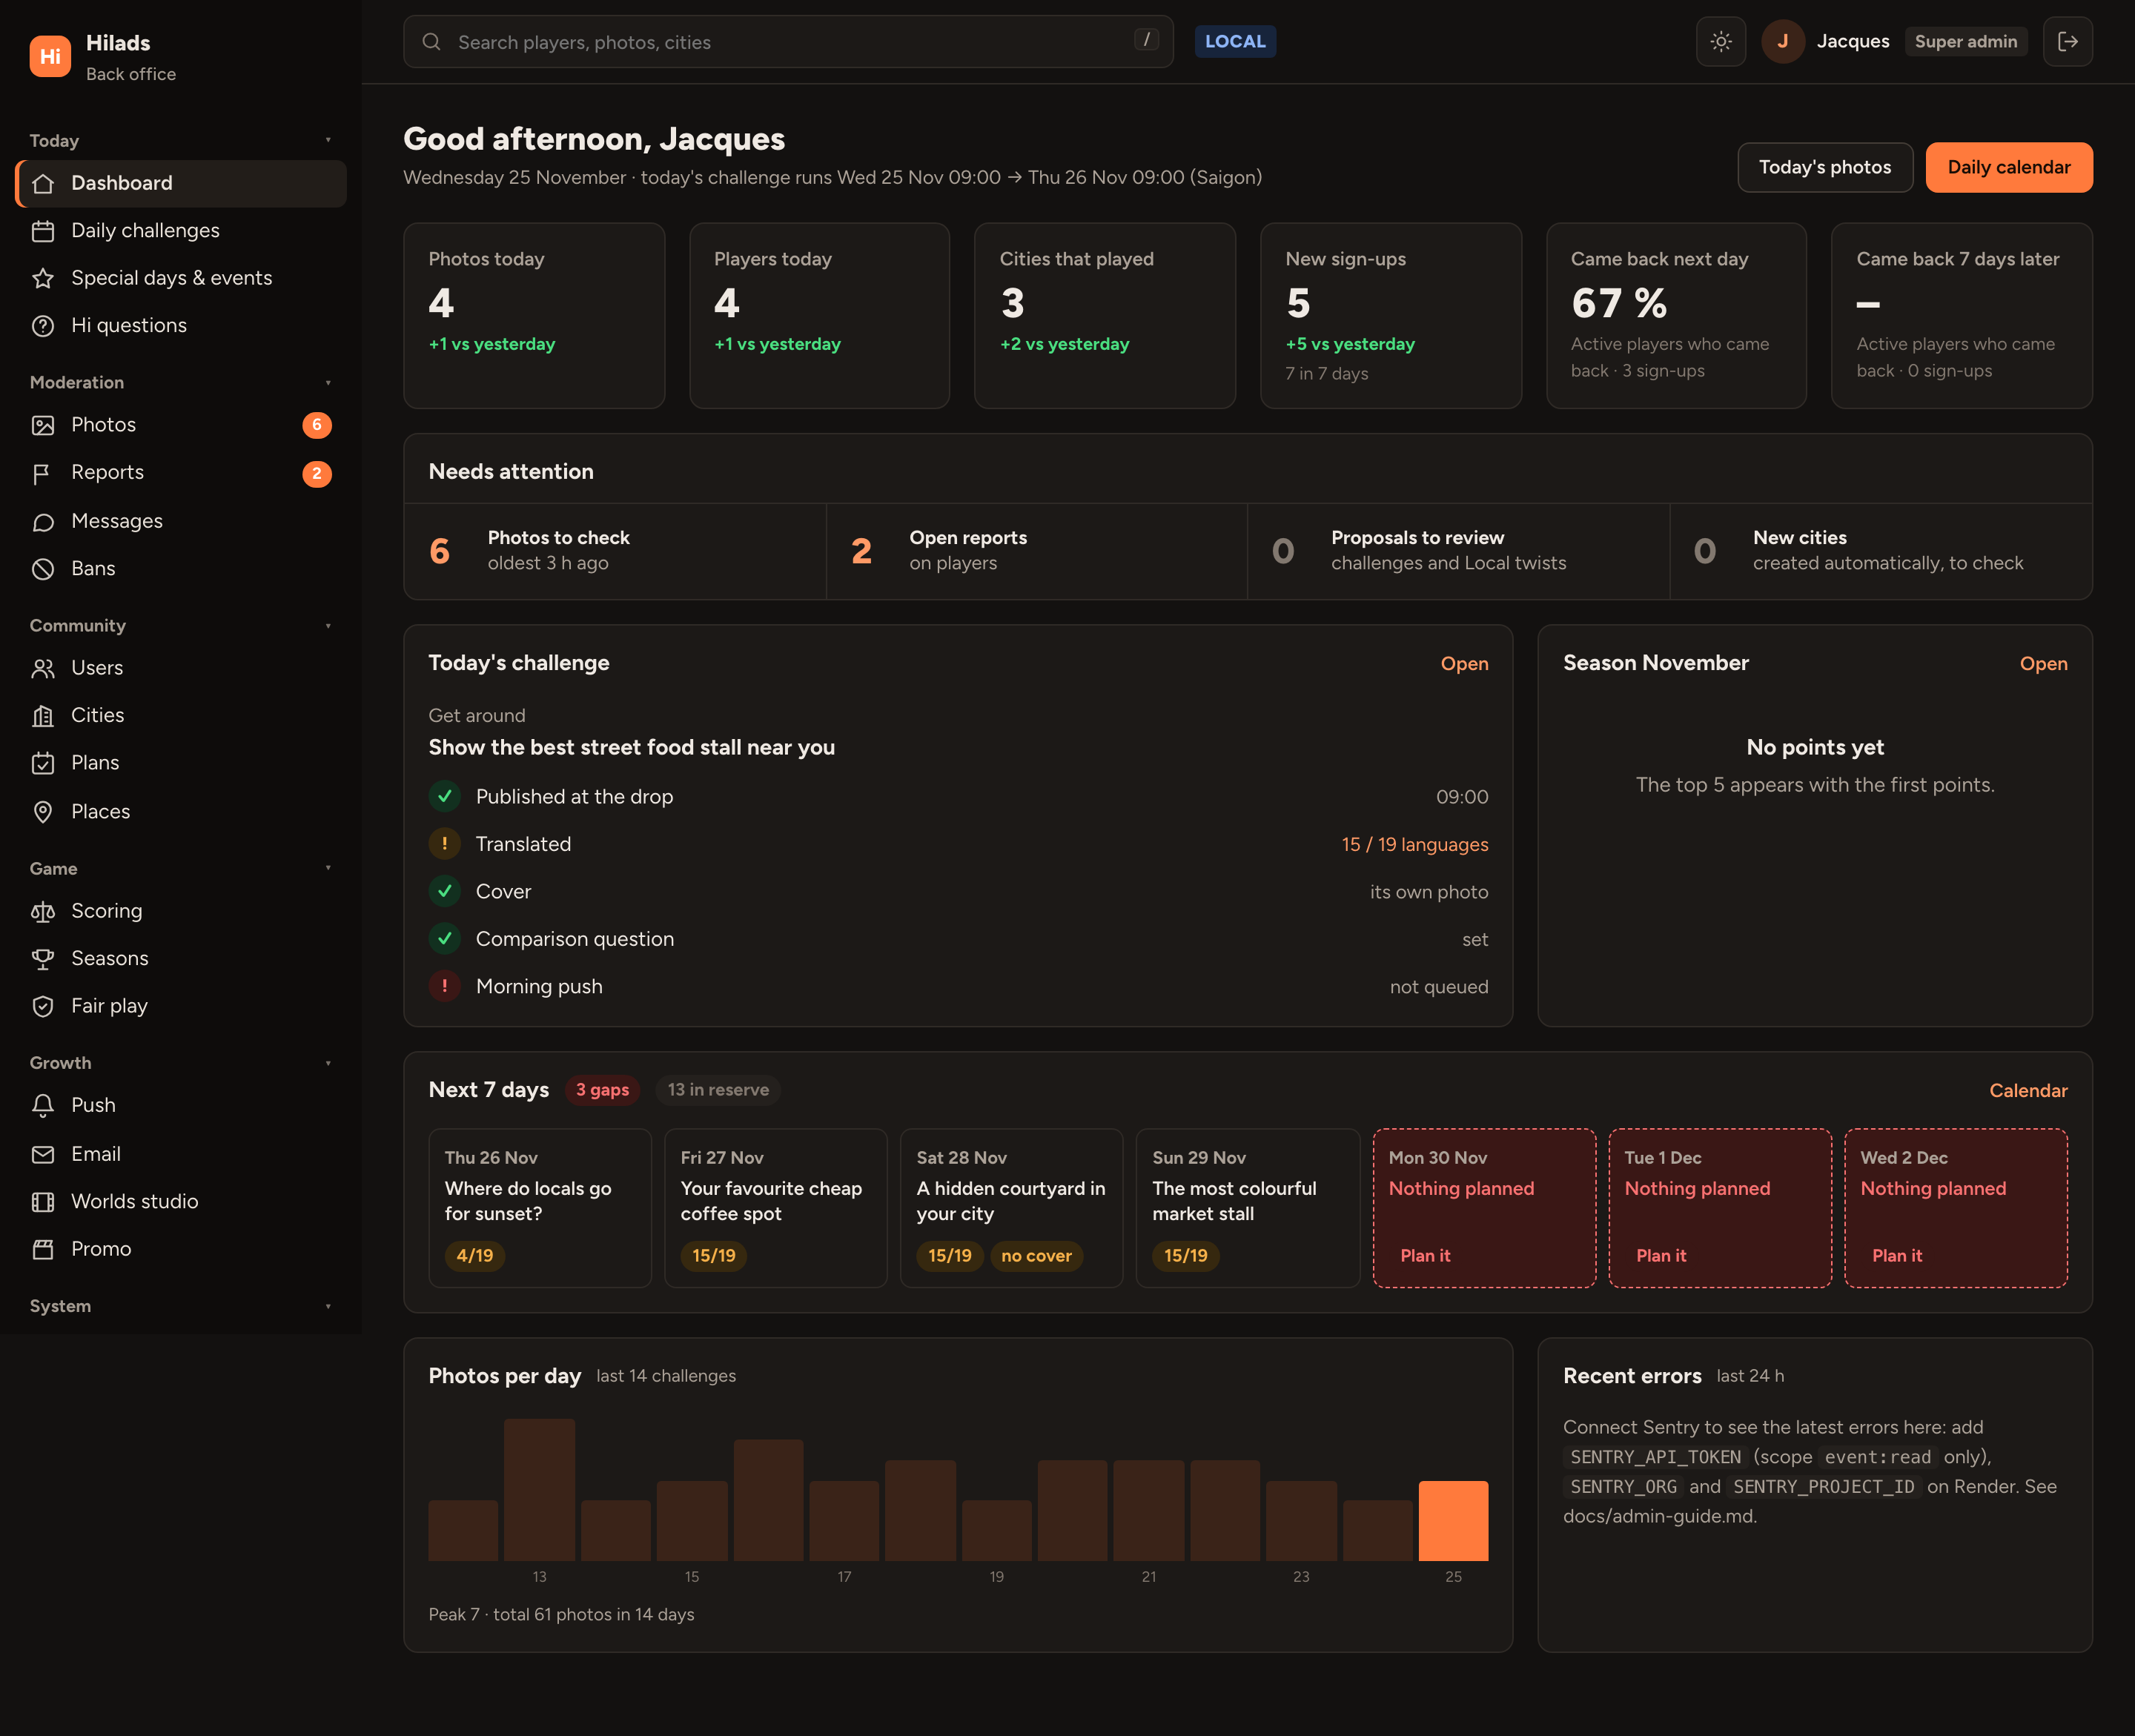 Hi
Hilads
Back office
Today
Dashboard
Daily challenges
Special days & events
Hi questions
Moderation
Photos 6
Reports 2
Messages
Bans
Community
Users
Cities
Plans
Places
Game
Scoring
Seasons
Fair play
Growth
Push
Email
Worlds studio
Promo
System
Search players, photos, cities /
LOCAL
J Jacques Super admin
Good afternoon, Jacques
Wednesday 25 November · today's challenge runs Wed 25 Nov 09:00 → Thu 26 Nov 09:00 (Saigon)
Today's photos
Daily calendar
Photos today
4
+1 vs yesterday
Players today
4
+1 vs yesterday
Cities that played
3
+2 vs yesterday
New sign-ups
5
+5 vs yesterday
7 in 7 days
Came back next day
67 %
Active players who came
back · 3 sign-ups
Came back 7 days later
–
Active players who came
back · 0 sign-ups
Needs attention
6
Photos to check
oldest 3 h ago
2
Open reports
on players
0
Proposals to review
challenges and Local twists
0
New cities
created automatically, to check
Today's challenge Open
Get around
Show the best street food stall near you
Published at the drop 09:00
! Translated 15 / 19 languages
Cover its own photo
Comparison question set
! Morning push not queued
Season November Open
No points yet
The top 5 appears with the first points.
Next 7 days 3 gaps 13 in reserve Calendar
Thu 26 Nov
Where do locals go
for sunset?
4/19
Fri 27 Nov
Your favourite cheap
coffee spot
15/19
Sat 28 Nov
A hidden courtyard in
your city
15/19 no cover
Sun 29 Nov
The most colourful
market stall
15/19
Mon 30 Nov
Nothing planned
Plan it
Tue 1 Dec
Nothing planned
Plan it
Wed 2 Dec
Nothing planned
Plan it
Photos per day last 14 challenges
13 15 17 19 21 23 25
Peak 7 · total 61 photos in 14 days
Recent errors last 24 h
Connect Sentry to see the latest errors here: add
SENTRY_API_TOKEN (scope event:read only),
SENTRY_ORG and SENTRY_PROJECT_ID on Render. See
docs/admin-guide.md.